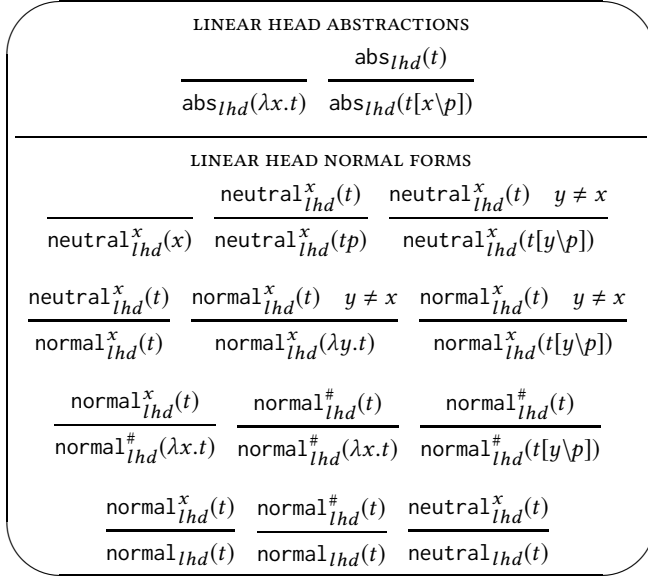 LINEAR HEAD ABSTRACTIONS
abs_{lhd}(t)
abs_{lhd}(λx.t) abs_{lhd}(t[x\p])
LINEAR HEAD NORMAL FORMS
neutral^x_{lhd}(t) neutral^x_{lhd}(t) y ≠ x
neutral^x_{lhd}(x) neutral^x_{lhd}(tp) neutral^x_{lhd}(t[y\p])
neutral^x_{lhd}(t) normal^x_{lhd}(t) y ≠ x normal^x_{lhd}(t) y ≠ x
normal^x_{lhd}(t) normal^x_{lhd}(λy.t) normal^x_{lhd}(t[y\p])
normal^x_{lhd}(t) normal^#_{lhd}(t) normal^#_{lhd}(t)
normal^#_{lhd}(λx.t) normal^#_{lhd}(λx.t) normal^#_{lhd}(t[y\p])
normal^x_{lhd}(t) normal^#_{lhd}(t) neutral^x_{lhd}(t)
normal_{lhd}(t) normal_{lhd}(t) neutral_{lhd}(t)